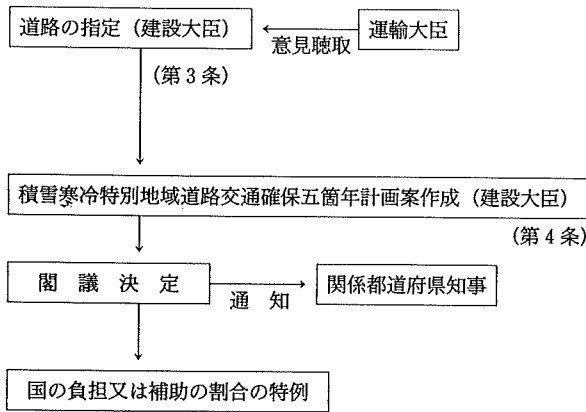 道路の指定(建設大臣)
運輸大臣
意見聴取
(第3条)
積雪寒冷特別地域道路交通確保五箇年計画案作成(建設大臣)
(第4条)
閣議決定
通知
関係都道府県知事
国の負担又は補助の割合の特例